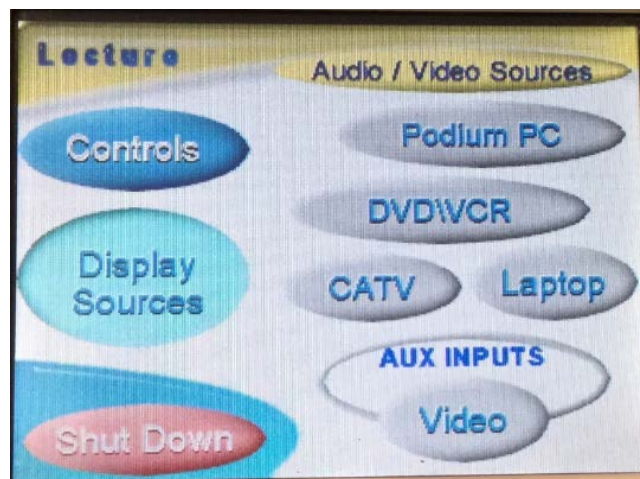 Lecture
Audio / Video Sources
Controls
Podium PC
DVD\VCR
Display
Sources
CATV
Laptop
AUX INPUTS
Video
Shut Down